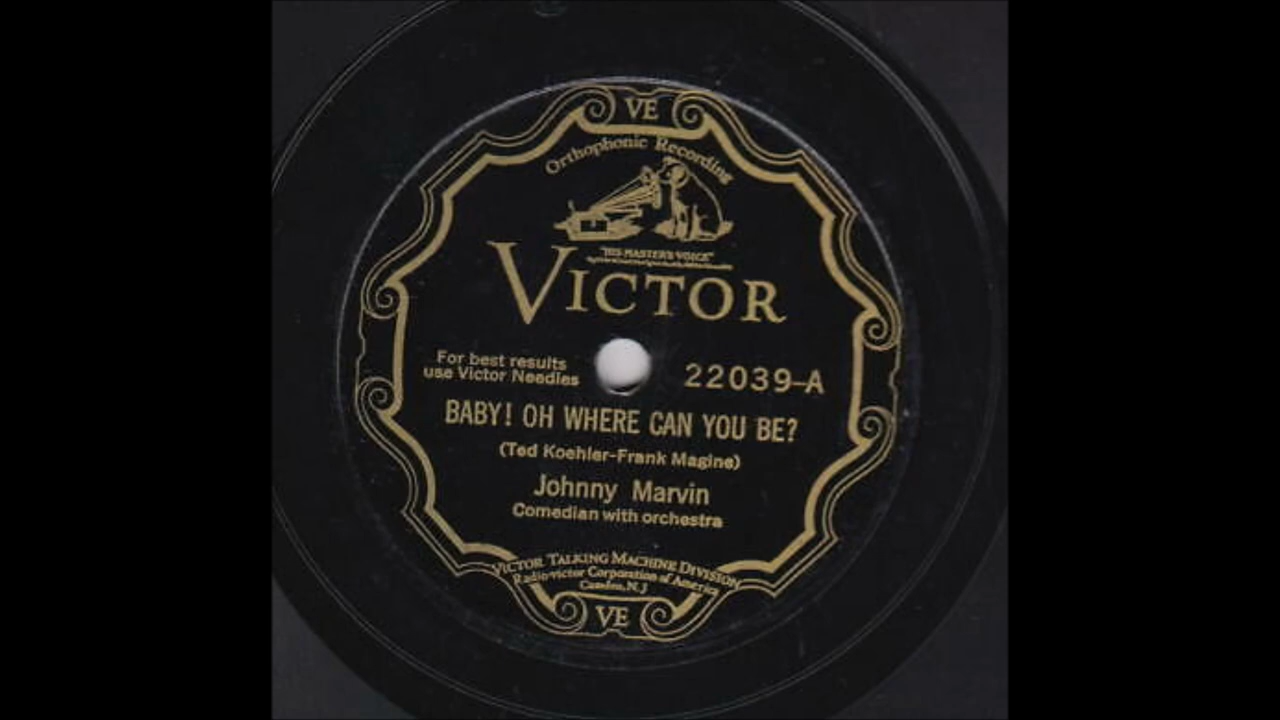 VE
Orthophonic Recording
"HIS MASTER'S VOICE"
VICTOR
For best results
use Victor Needles
22039-A
BABY! OH WHERE CAN YOU BE?
(Ted Koehler-Frank Magine)
Johnny Marvin
Comedian with orchestra
VICTOR TALKING MACHINE DIVISION
Radio-Victor Corporation of America
Camden, N.J
VE